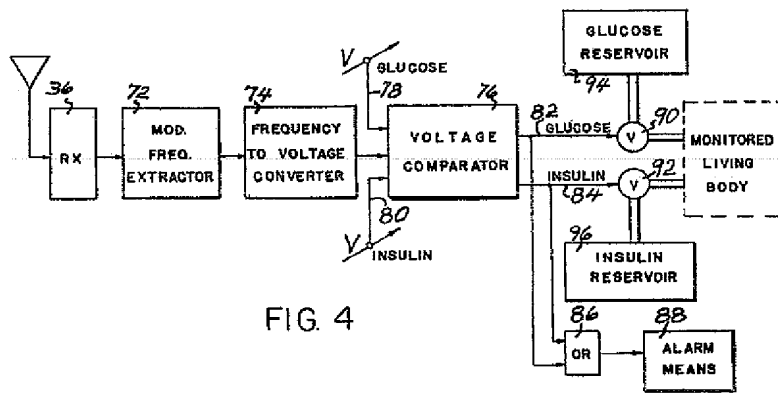 36
RX
72
MOD.
FREQ.
EXTRACTOR
74
FREQUENCY
TO VOLTAGE
CONVERTER
V
GLUCOSE
78
80
V
INSULIN
76
VOLTAGE
COMPARATOR
82
GLUCOSE
INSULIN
84
GLUCOSE
RESERVOIR
94
V
90
V
92
MONITORED
LIVING
BODY
96
INSULIN
RESERVOIR
86
OR
88
ALARM
MEANS
FIG. 4